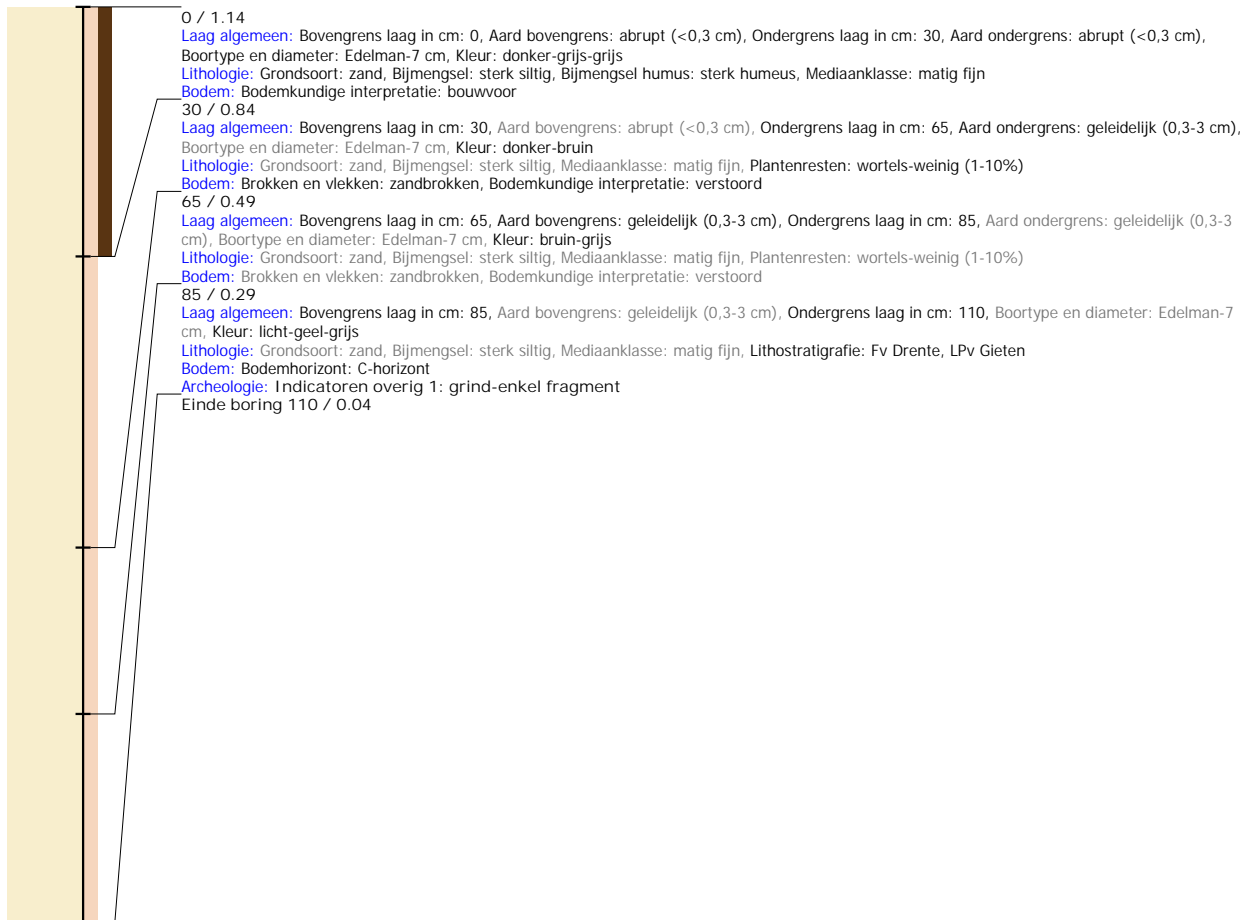 0 / 1.14
Laag algemeen: Bovengrens laag in cm: 0, Aard bovengrens: abrupt (<0,3 cm), Ondergrens laag in cm: 30, Aard ondergrens: abrupt (<0,3 cm),
Boortype en diameter: Edelman-7 cm, Kleur: donker-grijs-grijs
Lithologie: Grondsoort: zand, Bijmengsel: sterk siltig, Bijmengsel humus: sterk humeus, Mediaanklasse: matig fijn
Bodem: Bodemkundige interpretatie: bouwvoor
30 / 0.84
Laag algemeen: Bovengrens laag in cm: 30, Aard bovengrens: abrupt (<0,3 cm), Ondergrens laag in cm: 65, Aard ondergrens: geleidelijk (0,3-3 cm),
Boortype en diameter: Edelman-7 cm, Kleur: donker-bruin
Lithologie: Grondsoort: zand, Bijmengsel: sterk siltig, Mediaanklasse: matig fijn, Plantenresten: wortels-weinig (1-10%)
Bodem: Brokken en vlekken: zandbrokken, Bodemkundige interpretatie: verstoord
65 / 0.49
Laag algemeen: Bovengrens laag in cm: 65, Aard bovengrens: geleidelijk (0,3-3 cm), Ondergrens laag in cm: 85, Aard ondergrens: geleidelijk (0,3-3
cm), Boortype en diameter: Edelman-7 cm, Kleur: bruin-grijs
Lithologie: Grondsoort: zand, Bijmengsel: sterk siltig, Mediaanklasse: matig fijn, Plantenresten: wortels-weinig (1-10%)
Bodem: Brokken en vlekken: zandbrokken, Bodemkundige interpretatie: verstoord
85 / 0.29
Laag algemeen: Bovengrens laag in cm: 85, Aard bovengrens: geleidelijk (0,3-3 cm), Ondergrens laag in cm: 110, Boortype en diameter: Edelman-7
cm, Kleur: licht-geel-grijs
Lithologie: Grondsoort: zand, Bijmengsel: sterk siltig, Mediaanklasse: matig fijn, Lithostratigrafie: Fv Drente, LPv Gieten
Bodem: Bodemhorizont: C-horizont
Archeologie: Indicatoren overig 1: grind-enkel fragment
Einde boring 110 / 0.04